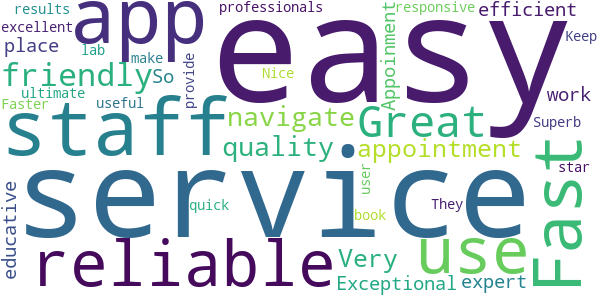 results
professionals
responsive
efficient
excellent
app
easy
place
lab
make
Appoinment
Keep
friendly
So
provide
Nice
ultimate
useful
work
Faster
staff
navigate
Great
Superb
quality
appointment
Fast
service
star
educative
quick
user
book
They
reliable
Very
use
Exceptional
expert